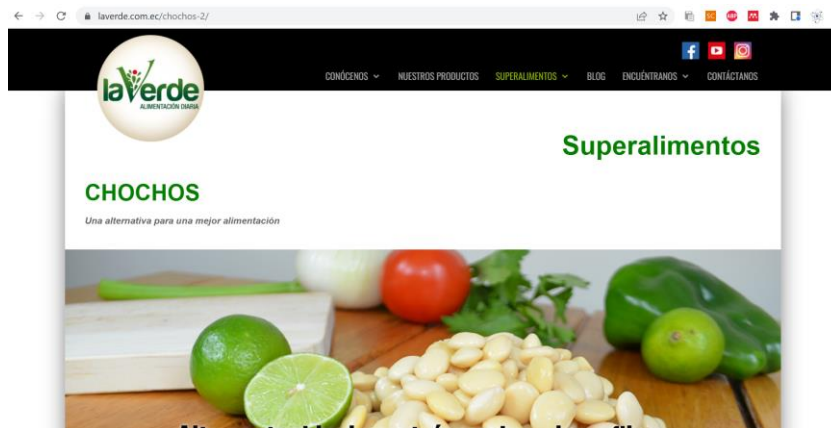 laverde.com.ec/chochos-2/
laVerde
ALIMENTACIÓN DIARIA
CONÓCENOS NUESTROS PRODUCTOS SUPERALIMENTOS BLOG ENCUÉNTRANOS CONTÁCTANOS
Superalimentos
CHOCHOS
Una alternativa para una mejor alimentación